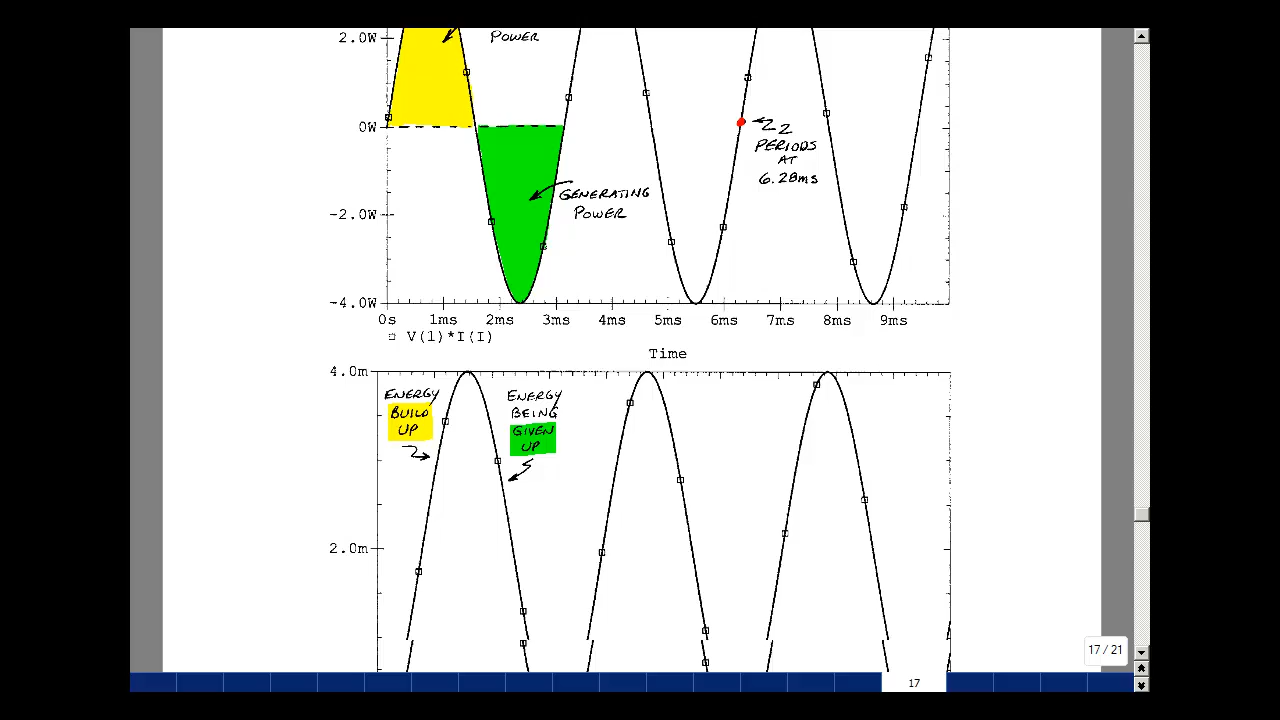 2.0W
POWER
0W
2
PERIODS
AT
6.28ms
GENERATING
POWER
-2.0W
-4.0W
0s 1ms 2ms 3ms 4ms 5ms 6ms 7ms 8ms 9ms
V(1)*I(I)
Time
4.0m
ENERGY
BUILD
UP
ENERGY
BEING
GIVEN
UP
2.0m
17 / 21
17